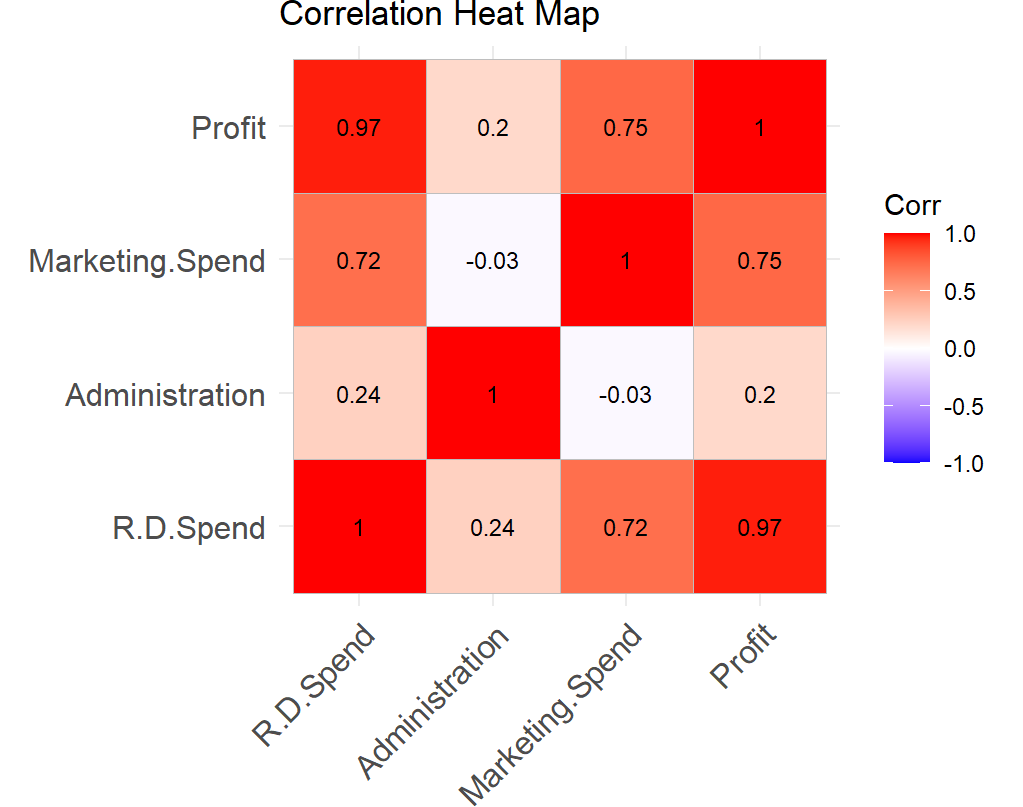 Correlation Heat Map
Profit 0.97 0.2 0.75 1
Marketing.Spend 0.72 -0.03 1 0.75
Administration 0.24 1 -0.03 0.2
R.D.Spend 1 0.24 0.72 0.97
R.D.Spend Administration Marketing.Spend Profit
Corr
1.0
0.5
0.0
-0.5
-1.0